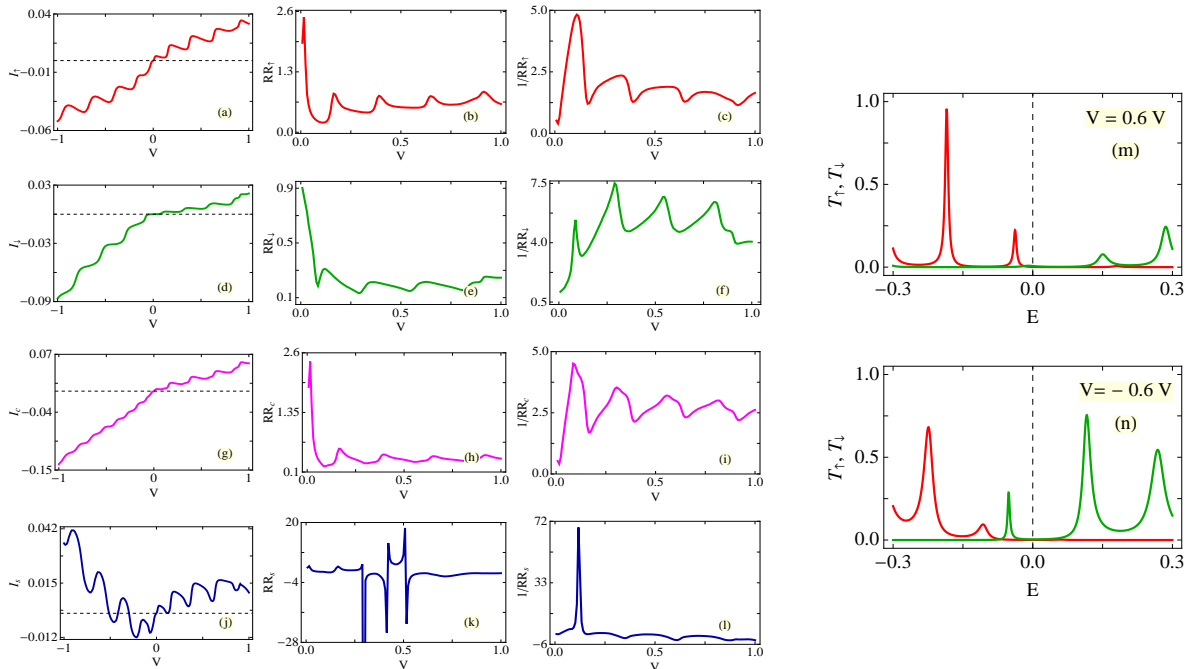 0.04
−0.01
−0.06
I↑
−1
0
1
V
(a)
2.6
1.3
0.0
RR↑
0.0
0.5
1.0
V
(b)
5.0
2.5
0.0
1/RR↑
0.0
0.5
1.0
V
(c)
0.03
−0.03
−0.09
I↓
−1
0
1
V
(d)
0.9
0.5
0.1
RR↓
0.0
0.5
1.0
V
(e)
7.5
4.0
0.5
1/RR↓
0.0
0.5
1.0
V
(f)
0.07
−0.04
−0.15
I_c
−1
0
1
V
(g)
2.6
1.35
0.1
RR_c
0.0
0.5
1.0
V
(h)
5.0
2.5
0.0
1/RR_c
0.0
0.5
1.0
V
(i)
0.042
0.015
−0.012
I_s
−1
0
1
V
(j)
20
−4
−28
RR_s
0.0
0.5
1.0
V
(k)
72
33
−6
1/RR_s
0.0
0.5
1.0
V
(l)
1.0
0.5
0.0
T↑, T↓
V = 0.6 V
(m)
−0.3
0.0
0.3
E
1.0
0.5
0.0
T↑, T↓
V= − 0.6 V
(n)
−0.3
0.0
0.3
E